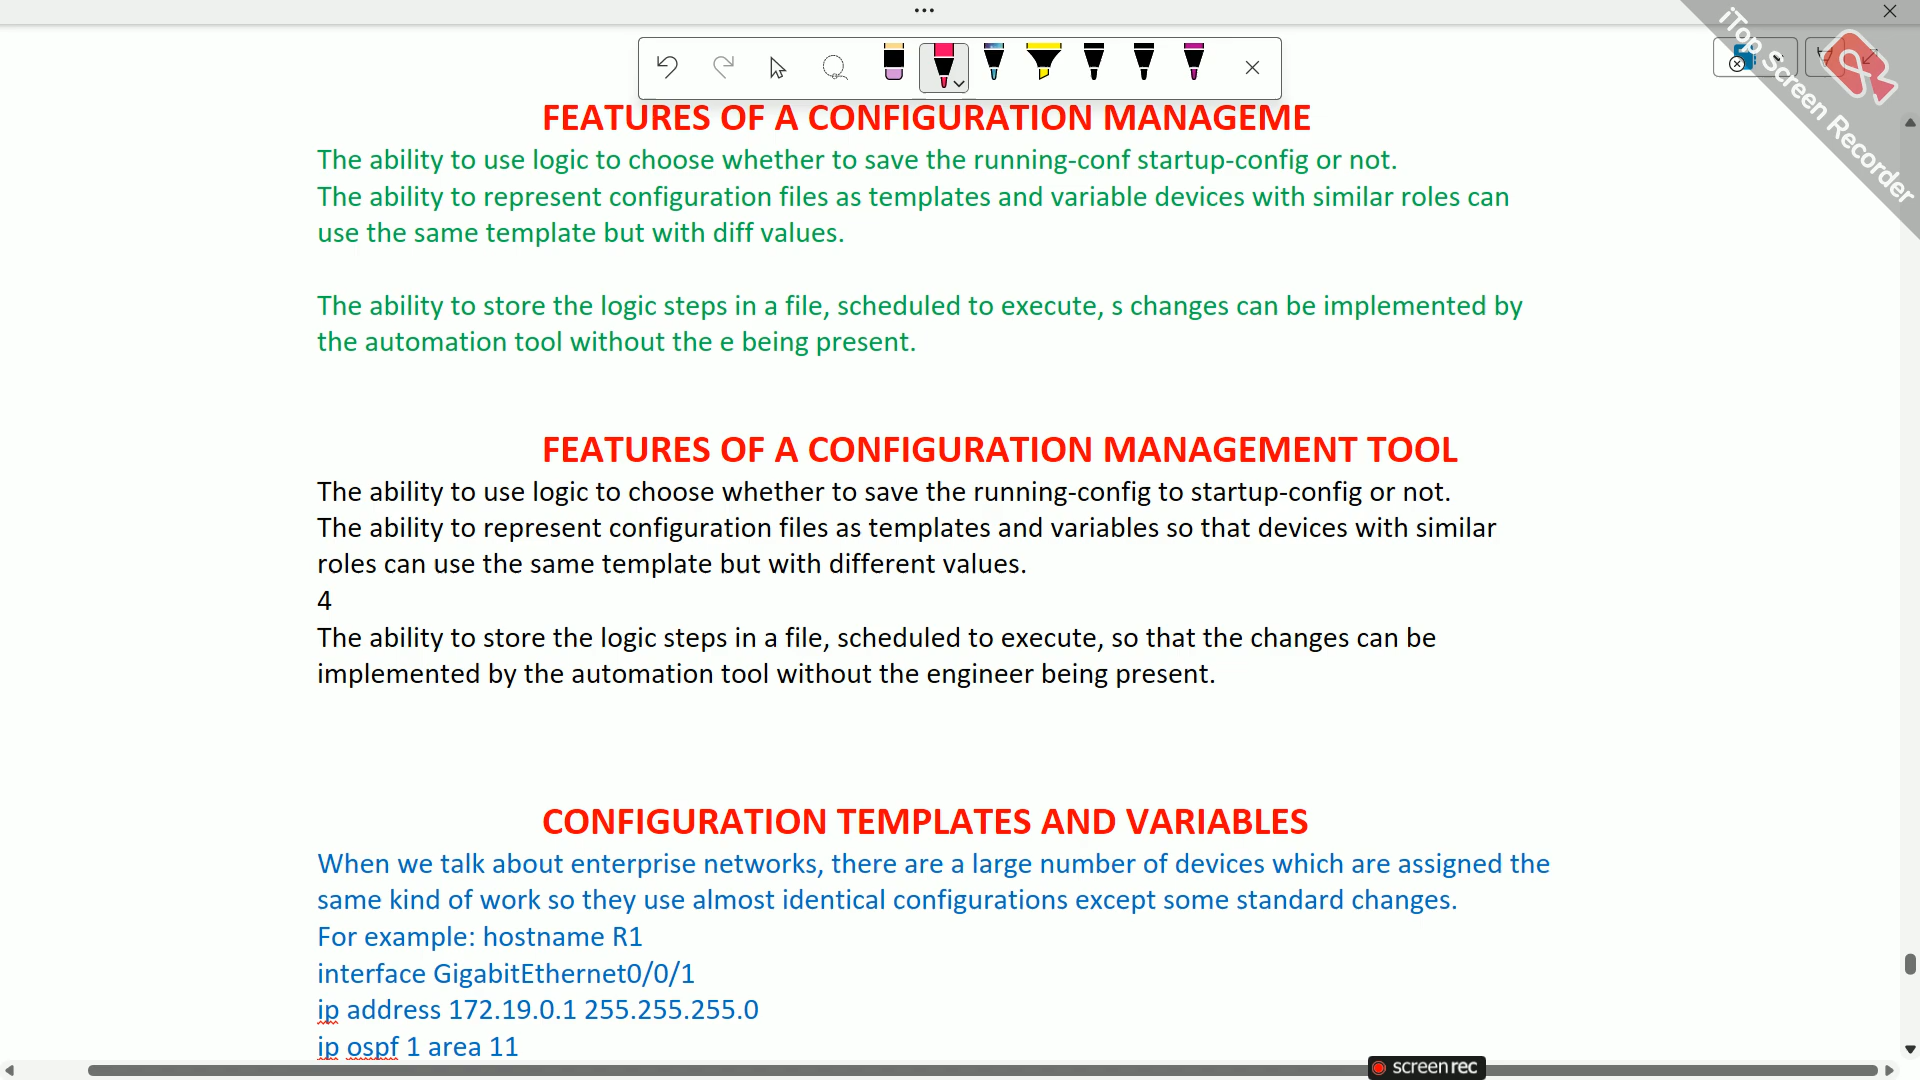 iTop Screen Recorder
FEATURES OF A CONFIGURATION MANAGEME
The ability to use logic to choose whether to save the running-conf startup-config or not.
The ability to represent configuration files as templates and variable devices with similar roles can
use the same template but with diff values.
The ability to store the logic steps in a file, scheduled to execute, s changes can be implemented by
the automation tool without the e being present.
FEATURES OF A CONFIGURATION MANAGEMENT TOOL
The ability to use logic to choose whether to save the running-config to startup-config or not.
The ability to represent configuration files as templates and variables so that devices with similar
roles can use the same template but with different values.
4
The ability to store the logic steps in a file, scheduled to execute, so that the changes can be
implemented by the automation tool without the engineer being present.
CONFIGURATION TEMPLATES AND VARIABLES
When we talk about enterprise networks, there are a large number of devices which are assigned the
same kind of work so they use almost identical configurations except some standard changes.
For example: hostname R1
interface GigabitEthernet0/0/1
ip address 172.19.0.1 255.255.255.0
ip ospf 1 area 11
screenrec